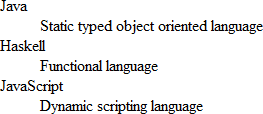 Java
Static typed object oriented language
Haskell
Functional language
JavaScript
Dynamic scripting language